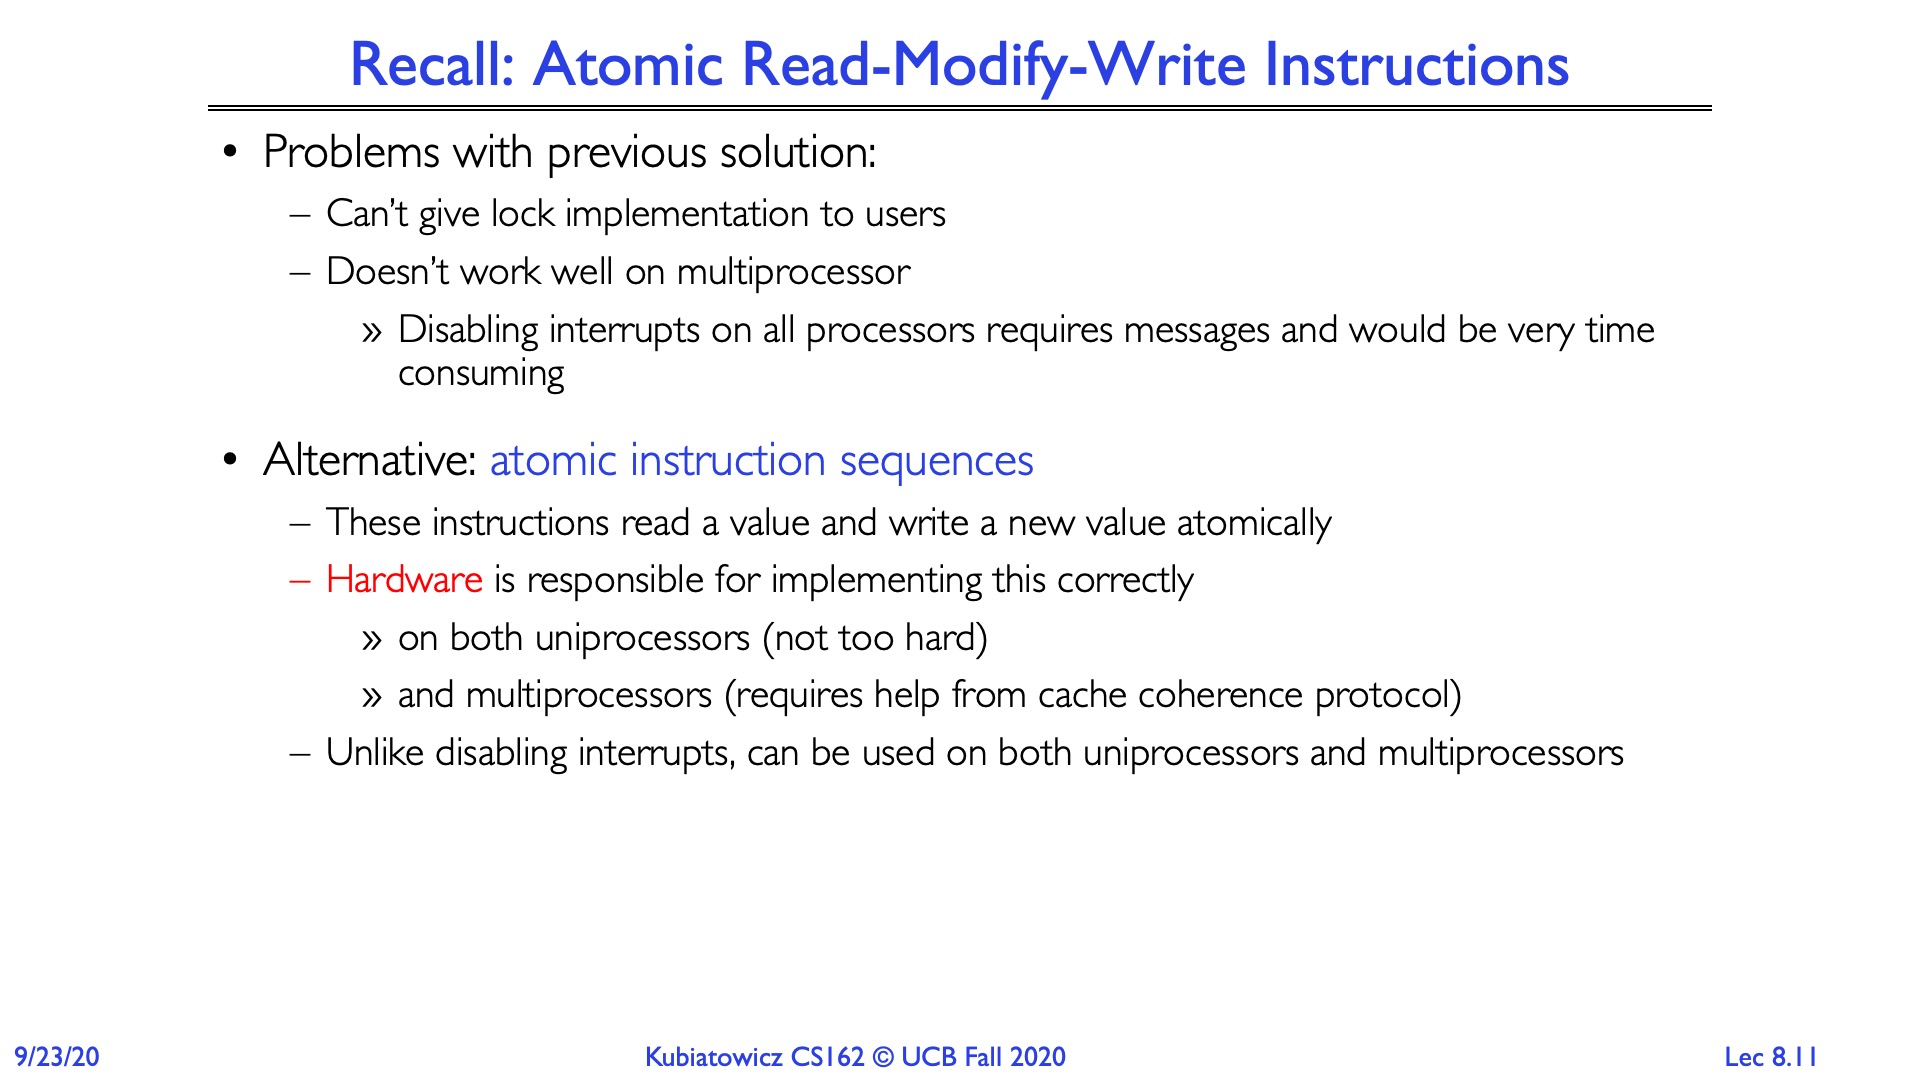 Recall: Atomic Read-Modify-Write Instructions
• Problems with previous solution:
– Can’t give lock implementation to users
– Doesn’t work well on multiprocessor
» Disabling interrupts on all processors requires messages and would be very time
consuming
• Alternative: atomic instruction sequences
– These instructions read a value and write a new value atomically
– Hardware is responsible for implementing this correctly
» on both uniprocessors (not too hard)
» and multiprocessors (requires help from cache coherence protocol)
– Unlike disabling interrupts, can be used on both uniprocessors and multiprocessors
9/23/20 Kubiatowicz CS162 © UCB Fall 2020 Lec 8.11